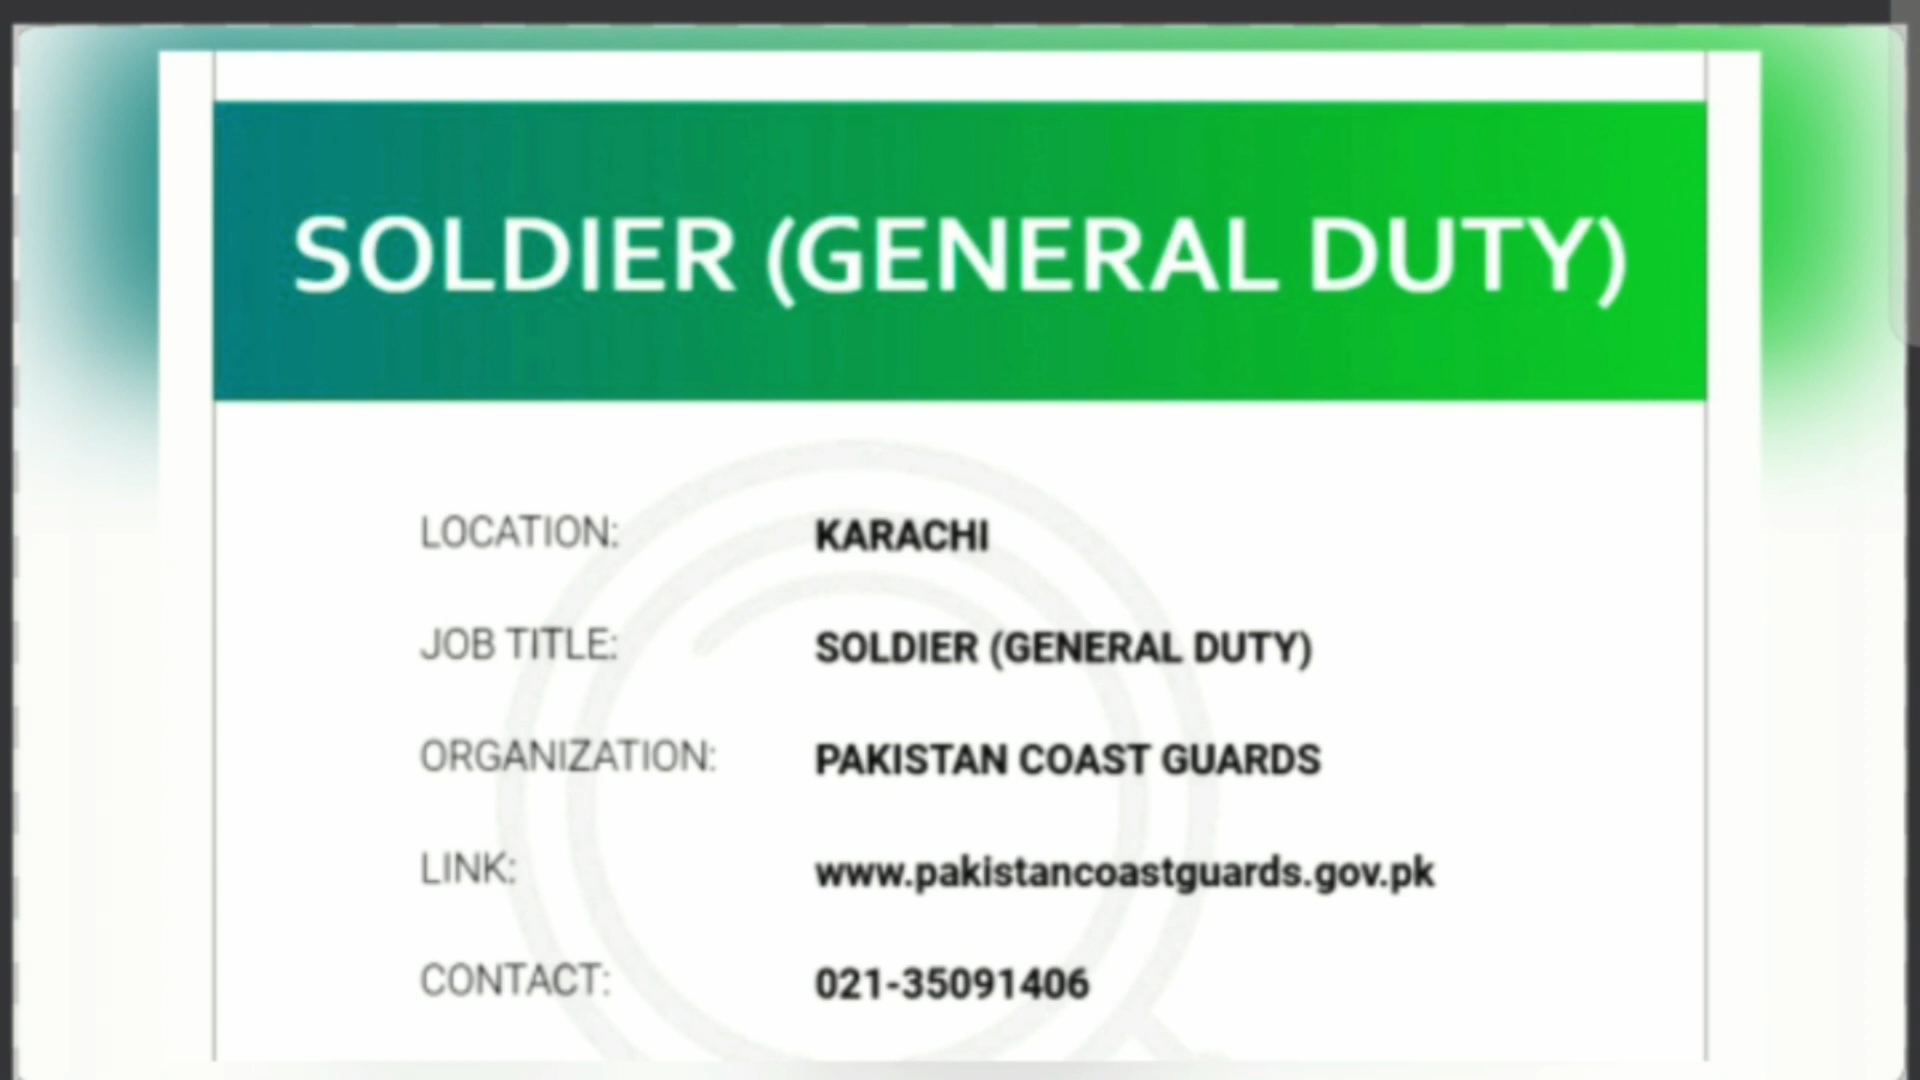 SOLDIER (GENERAL DUTY)
LOCATION: KARACHI
JOB TITLE: SOLDIER (GENERAL DUTY)
ORGANIZATION: PAKISTAN COAST GUARDS
LINK: www.pakistancoastguards.gov.pk
CONTACT: 021-35091406